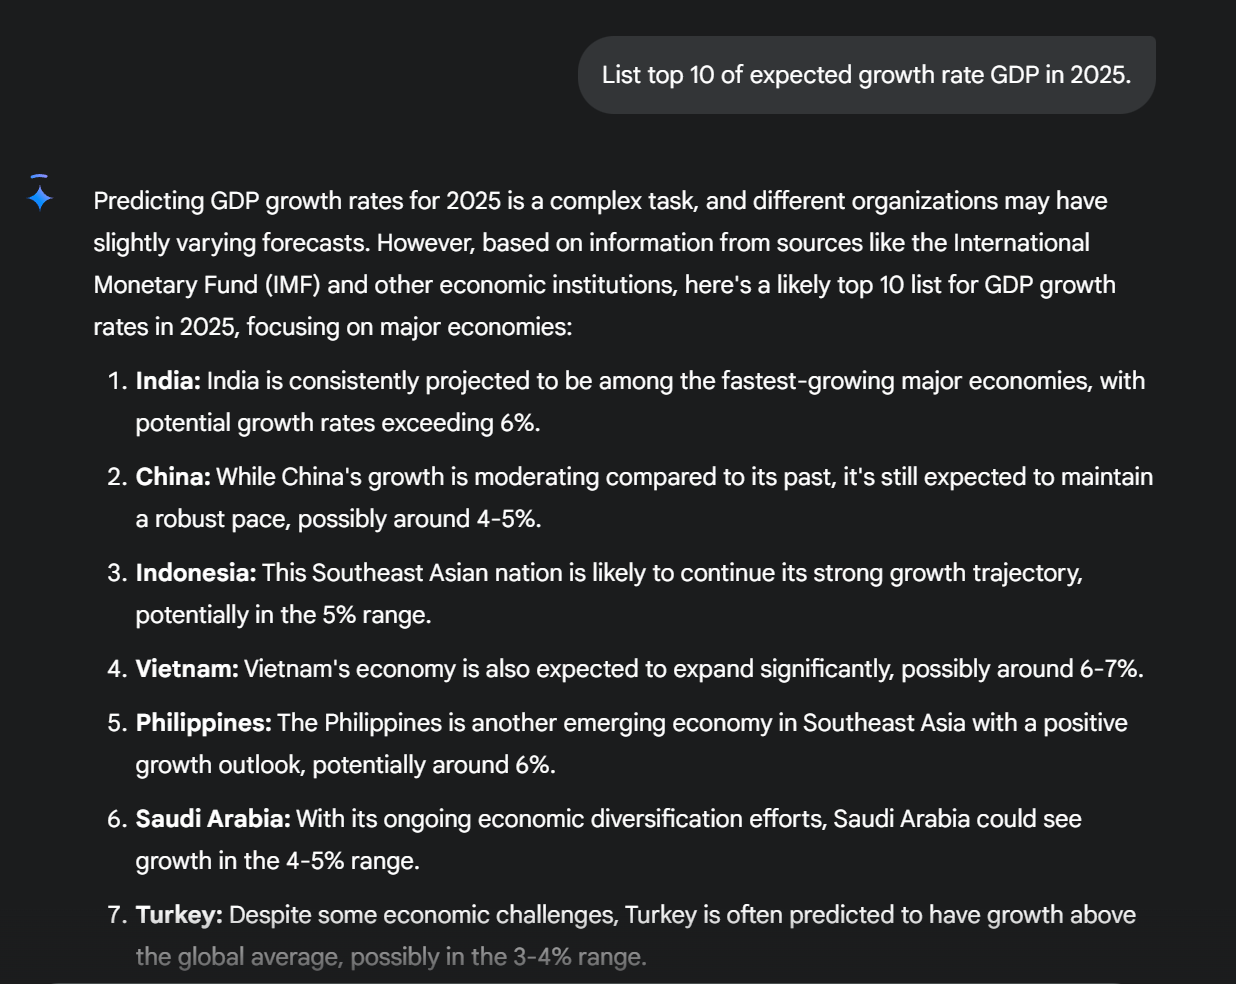 List top 10 of expected growth rate GDP in 2025.
Predicting GDP growth rates for 2025 is a complex task, and different organizations may have
slightly varying forecasts. However, based on information from sources like the International
Monetary Fund (IMF) and other economic institutions, here's a likely top 10 list for GDP growth
rates in 2025, focusing on major economies:
1. India: India is consistently projected to be among the fastest-growing major economies, with
potential growth rates exceeding 6%.
2. China: While China's growth is moderating compared to its past, it's still expected to maintain
a robust pace, possibly around 4-5%.
3. Indonesia: This Southeast Asian nation is likely to continue its strong growth trajectory,
potentially in the 5% range.
4. Vietnam: Vietnam's economy is also expected to expand significantly, possibly around 6-7%.
5. Philippines: The Philippines is another emerging economy in Southeast Asia with a positive
growth outlook, potentially around 6%.
6. Saudi Arabia: With its ongoing economic diversification efforts, Saudi Arabia could see
growth in the 4-5% range.
7. Turkey: Despite some economic challenges, Turkey is often predicted to have growth above
the global average, possibly in the 3-4% range.